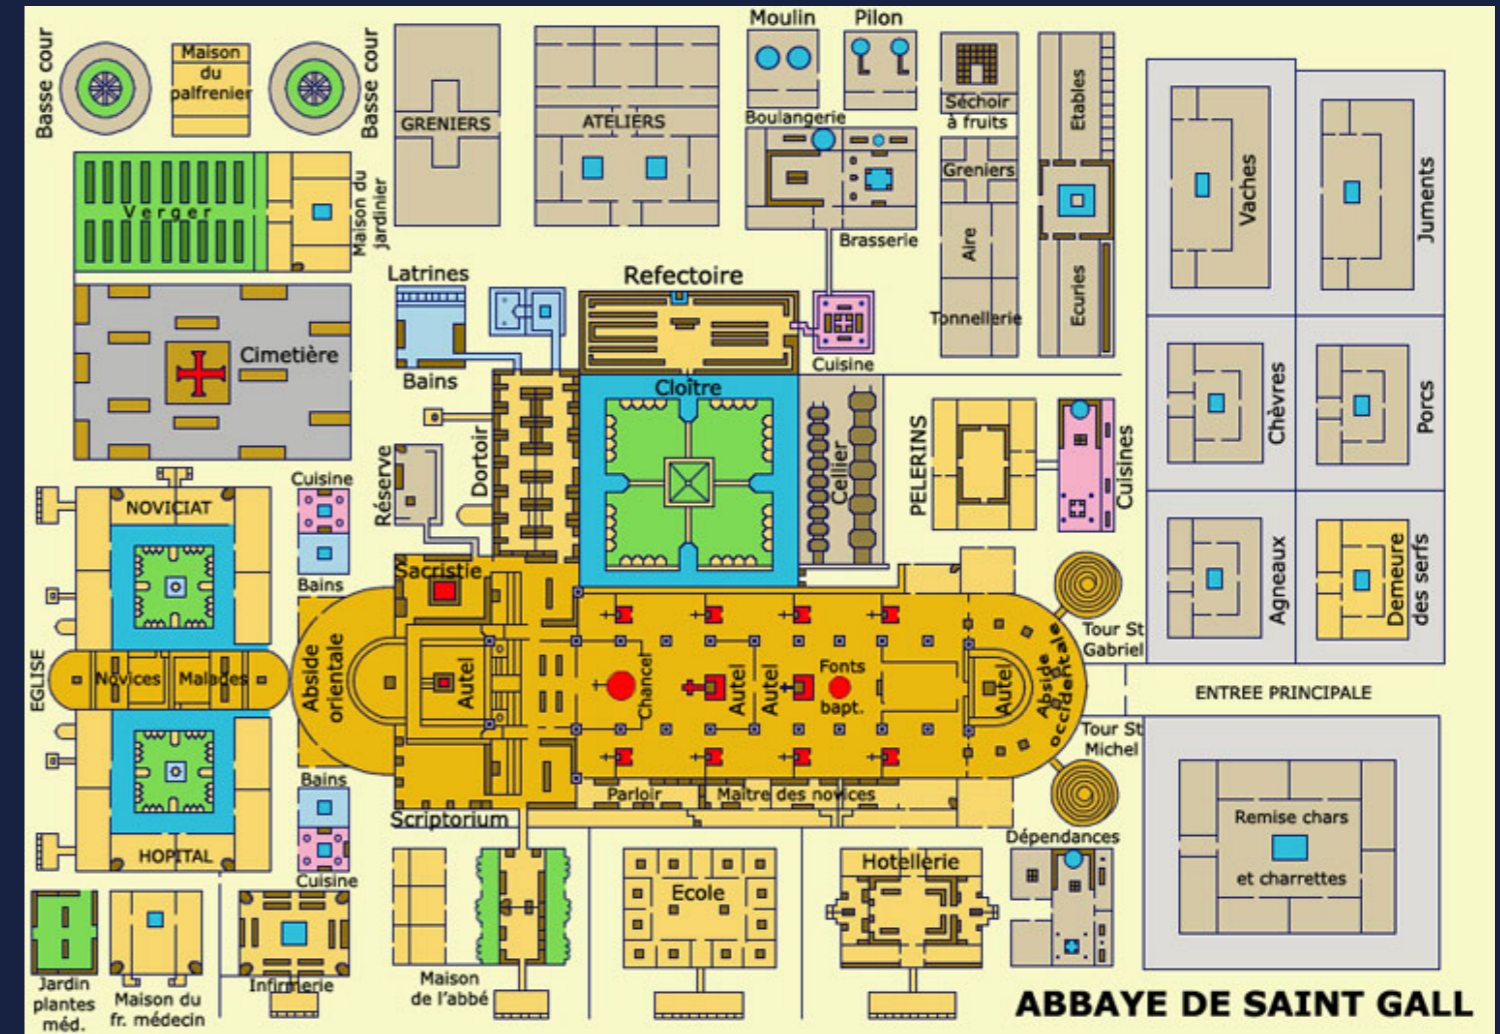 Moulin
Pilon
Basse cour
Maison
du
palfrenier
Basse cour
GRENIERS
ATELIERS
Boulangerie
Séchoir
à fruits
Etables
Greniers
Vaches
Juments
Verger
Maison du
jardinier
Brasserie
Aire
Ecuries
Tonnellerie
Latrines
Refectoire
Cimetière
Bains
Cloître
Cuisine
Chèvres
Porcs
Réserve
Dortoir
Cellier
PELERINS
Cuisines
NOVICIAT
Cuisine
Bains
Sacristie
Agneaux
Demeure
des serfs
EGLISE
Novices
Malades
Abside
orientale
Autel
Chancel
Autel
Autel
Fonts
bapt.
Autel
Abside
occidentale
Tour St
Gabriel
ENTREE PRINCIPALE
Tour St
Michel
Bains
Parloir
Maître des novices
Scriptorium
Dépendances
HOPITAL
Cuisine
Ecole
Hotellerie
Remise chars
et charrettes
Jardin
plantes
méd.
Maison du
fr. médecin
Infirmerie
Maison
de l'abbé
ABBAYE DE SAINT GALL